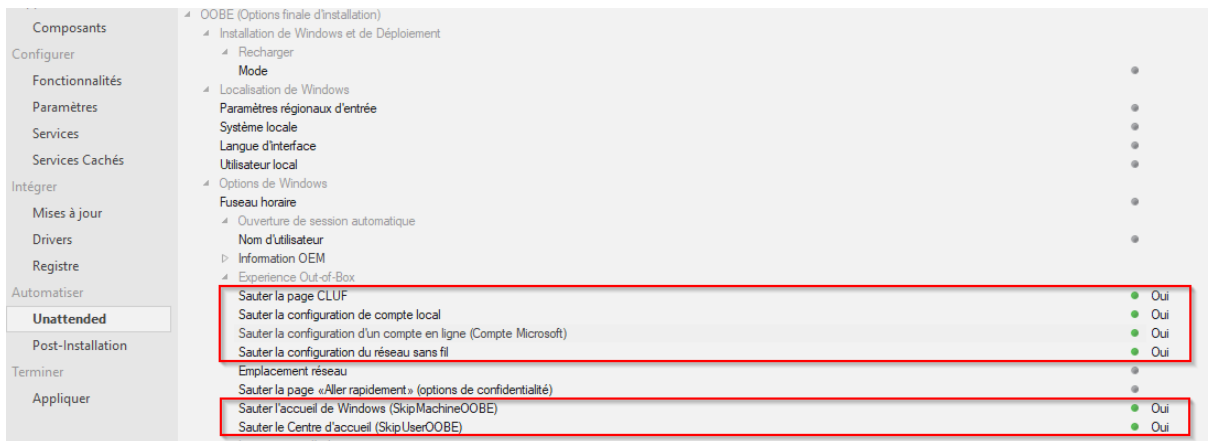 Composants
Configurer
Fonctionnalités
Paramètres
Services
Services Cachés
Intégrer
Mises à jour
Drivers
Registre
Automatiser
Unattended
Post-Installation
Terminer
Appliquer
OOBE (Options finale d'installation)
Installation de Windows et de Déploiement
Recharger
Mode
Localisation de Windows
Paramètres régionaux d'entrée
Système locale
Langue d'interface
Utilisateur local
Options de Windows
Fuseau horaire
Ouverture de session automatique
Nom d'utilisateur
Information OEM
Experience Out-of-Box
Sauter la page CLUF Oui
Sauter la configuration de compte local Oui
Sauter la configuration d'un compte en ligne (Compte Microsoft) Oui
Sauter la configuration du réseau sans fil Oui
Emplacement réseau
Sauter la page «Aller rapidement» (options de confidentialité)
Sauter l'accueil de Windows (SkipMachineOOBE) Oui
Sauter le Centre d'accueil (SkipUserOOBE) Oui